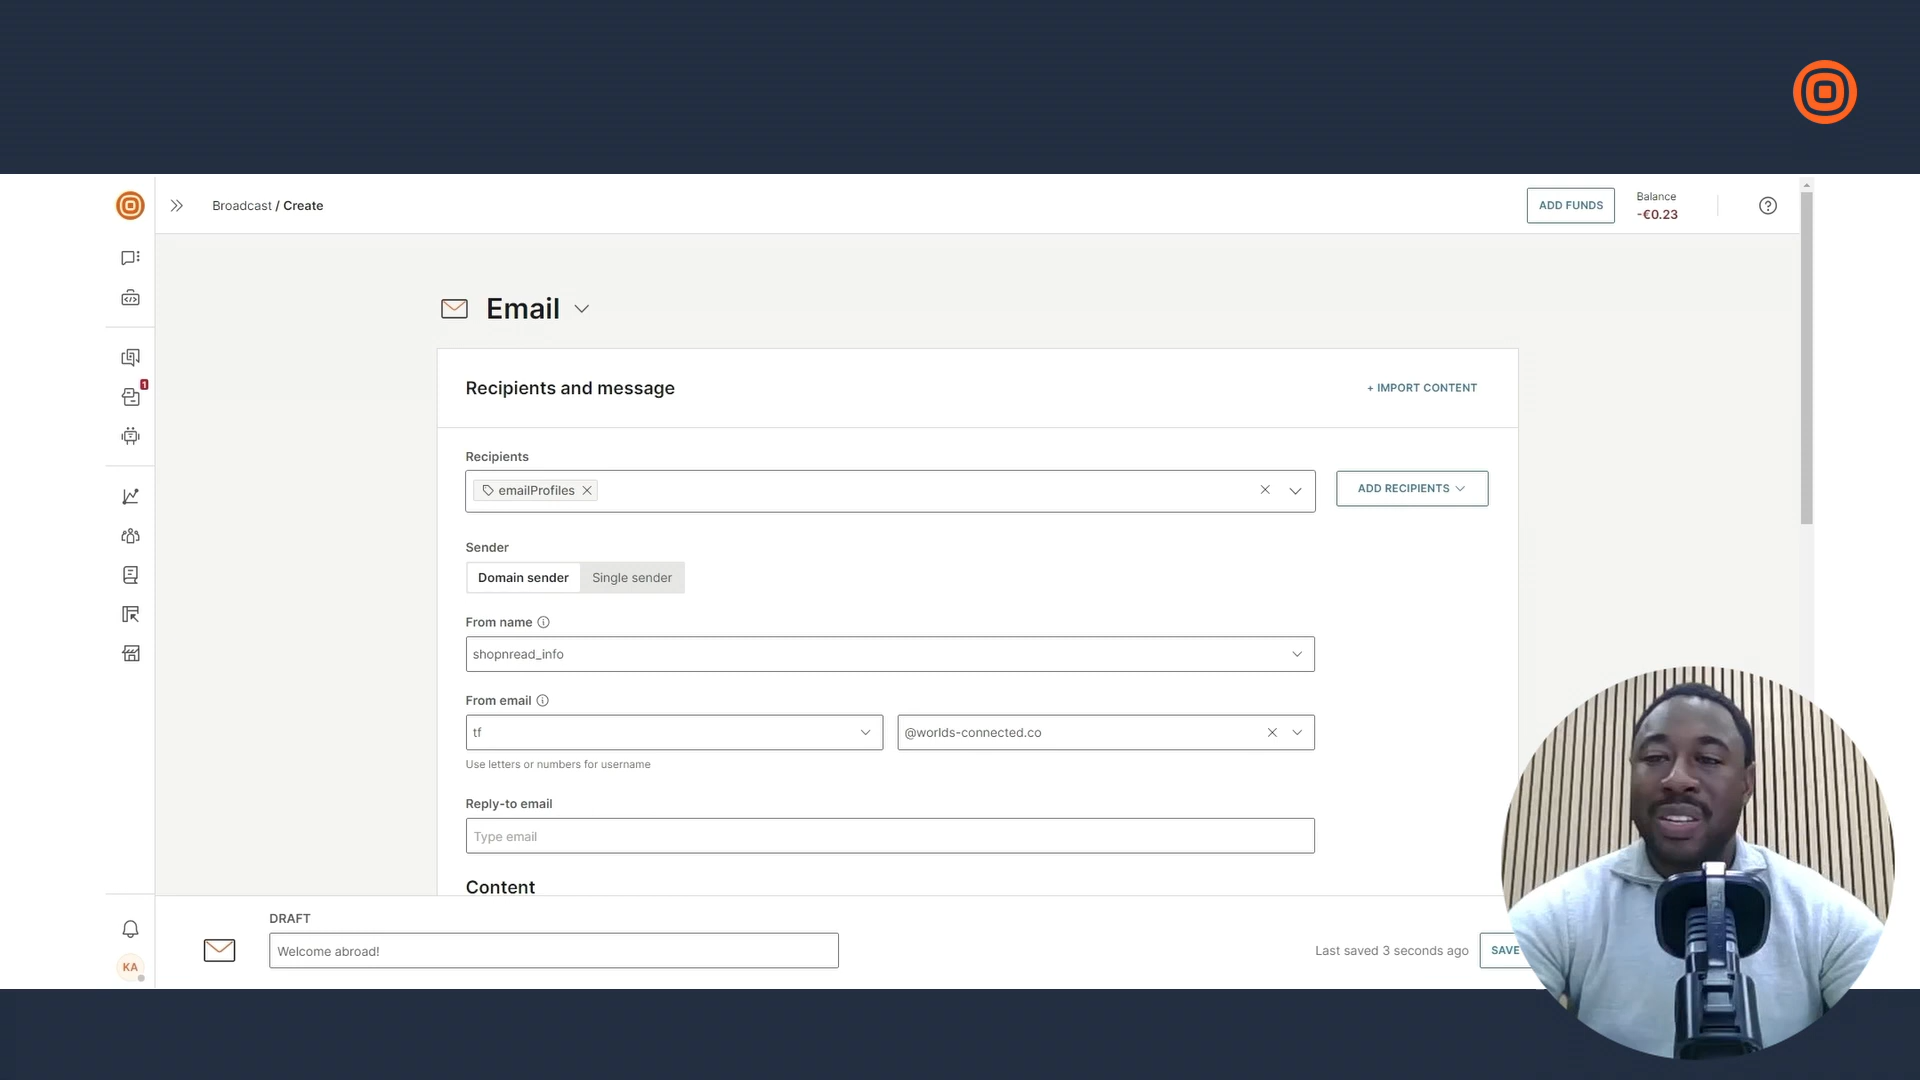 Broadcast / Create
ADD FUNDS
Balance
-€0.23
1
Email
Recipients and message
+ IMPORT CONTENT
Recipients
emailProfiles
ADD RECIPIENTS
Sender
Domain sender
Single sender
From name
shopnread_info
From email
tf
@worlds-connected.co
Use letters or numbers for username
Reply-to email
Type email
Content
DRAFT
Welcome abroad!
Last saved 3 seconds ago
SAVE
KA